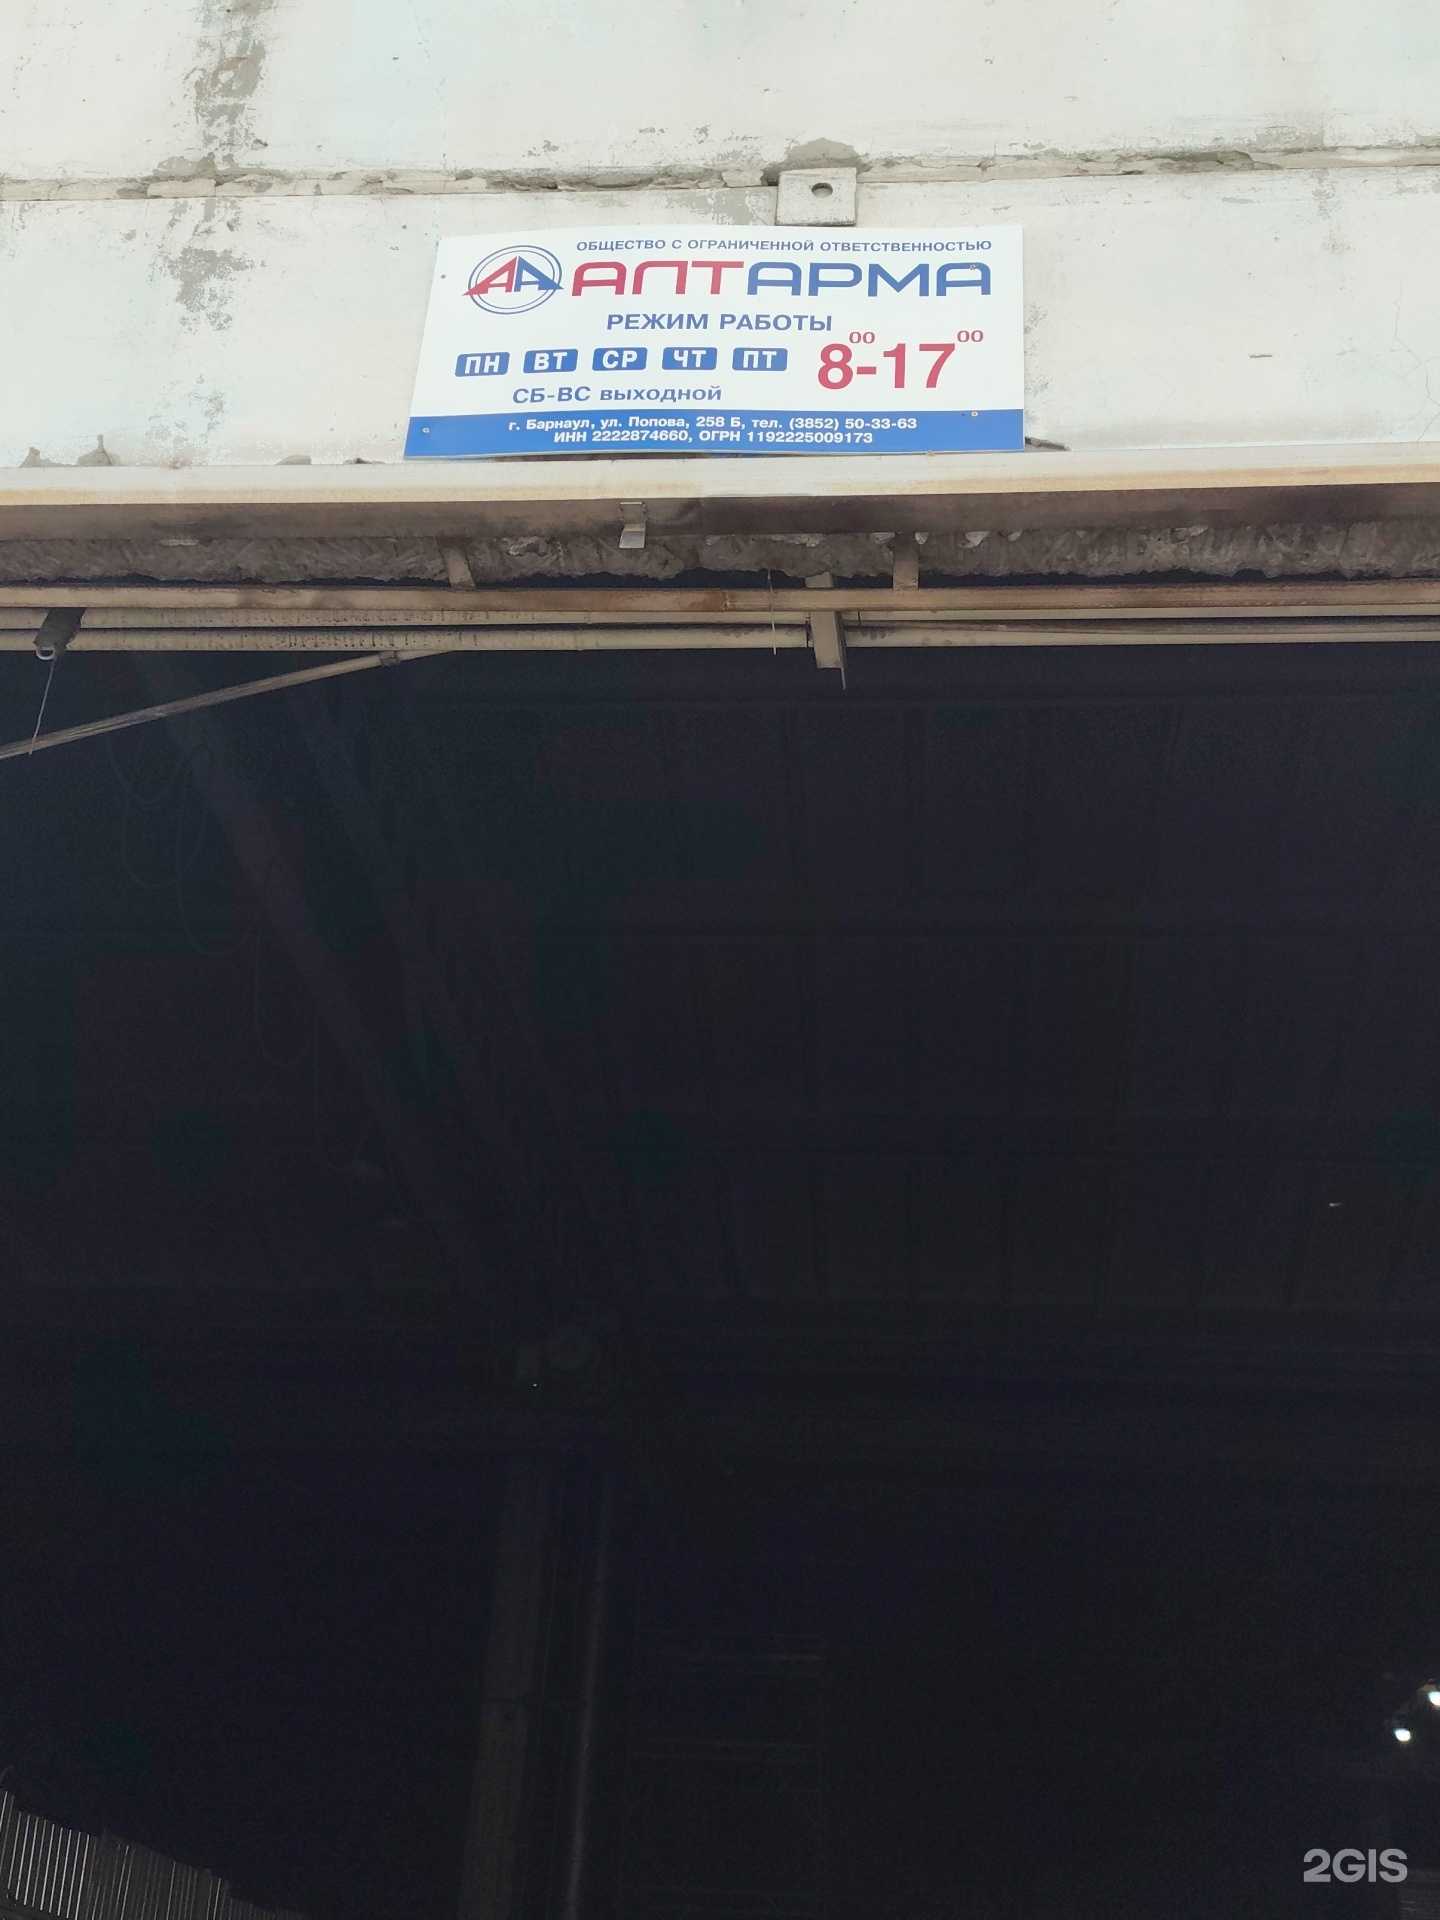 ОБЩЕСТВО С ОГРАНИЧЕННОЙ ОТВЕТСТВЕННОСТЬЮ
АА АЛТАРМА
РЕЖИМ РАБОТЫ
ПН ВТ СР ЧТ ПТ 8⁰⁰-17⁰⁰
СБ-ВС выходной
г. Барнаул, ул. Попова, 258 Б, тел. (3852) 50-33-63
ИНН 2222874660, ОГРН 1192225009173
2GIS